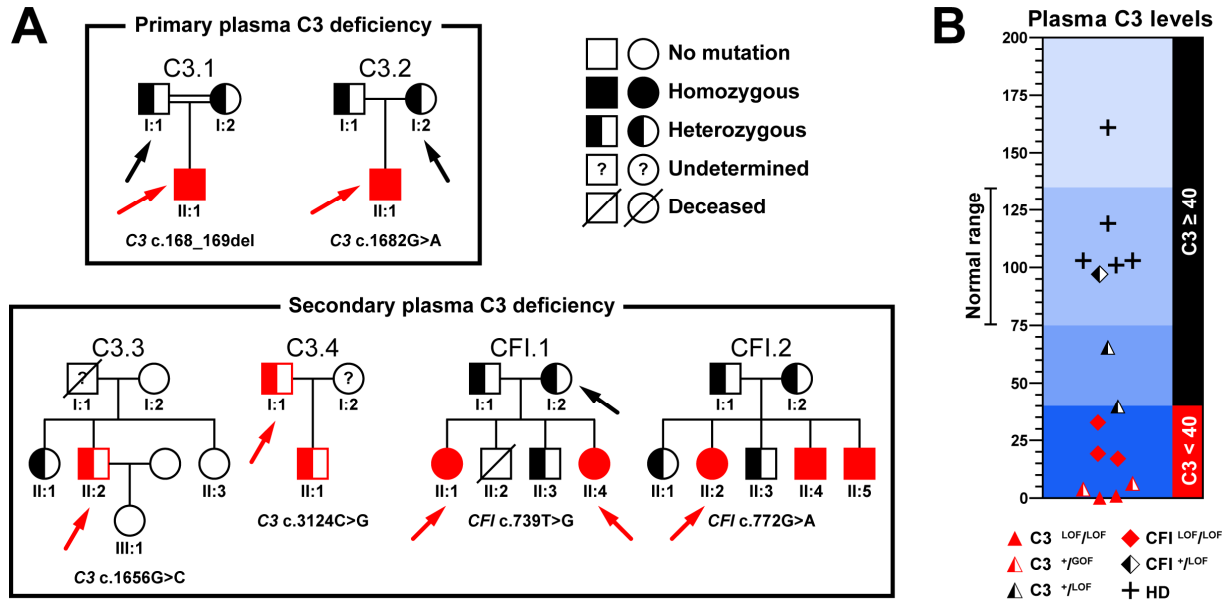 A
Primary plasma C3 deficiency
C3.1
I:1
I:2
II:1
C3 c.168_169del
C3.2
I:1
I:2
II:1
C3 c.1682G>A
No mutation
Homozygous
Heterozygous
? ? Undetermined
Deceased
Secondary plasma C3 deficiency
C3.3
?
I:1
I:2
II:1
II:2
II:3
III:1
C3 c.1656G>C
C3.4
?
I:1
I:2
II:1
C3 c.3124C>G
CFI.1
I:1
I:2
II:1
II:2
II:3
II:4
CFI c.739T>G
CFI.2
I:1
I:2
II:1
II:2
II:3
II:4
II:5
CFI c.772G>A
B
Plasma C3 levels
200
175
150
125
100
75
50
25
0
Normal range
C3 ≥ 40
C3 < 40
C3 LOF/LOF
C3 +/GOF
C3 +/LOF
CFI LOF/LOF
CFI +/LOF
HD